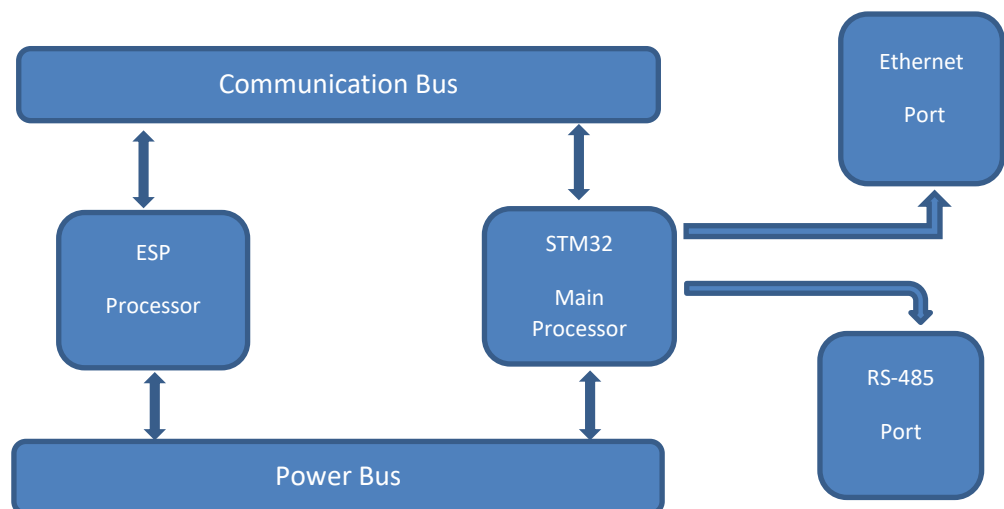 Communication Bus
Ethernet
Port
ESP
Processor
STM32
Main
Processor
RS-485
Port
Power Bus